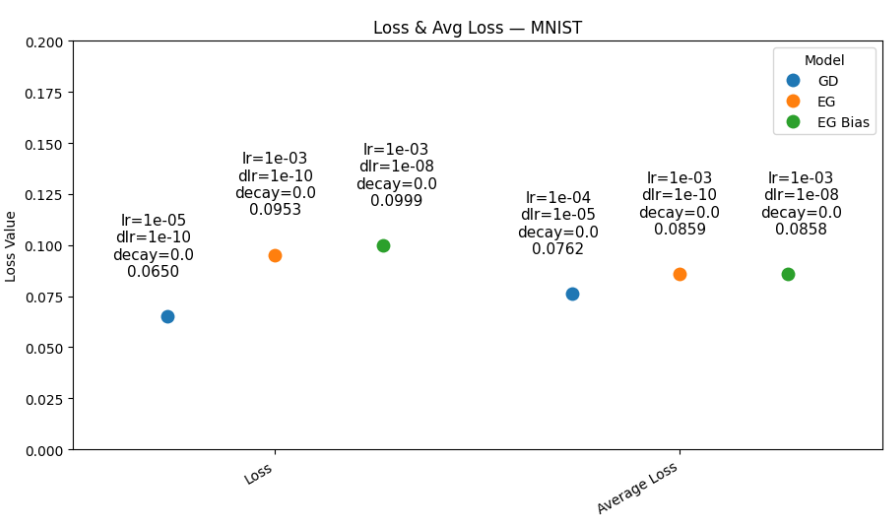 Loss & Avg Loss — MNIST
Loss Value
0.200
0.175
0.150
0.125
0.100
0.075
0.050
0.025
0.000
lr=1e-05
dlr=1e-10
decay=0.0
0.0650
lr=1e-03
dlr=1e-10
decay=0.0
0.0953
lr=1e-03
dlr=1e-08
decay=0.0
0.0999
lr=1e-04
dlr=1e-05
decay=0.0
0.0762
lr=1e-03
dlr=1e-10
decay=0.0
0.0859
lr=1e-03
dlr=1e-08
decay=0.0
0.0858
Model
GD
EG
EG Bias
Loss
Average Loss